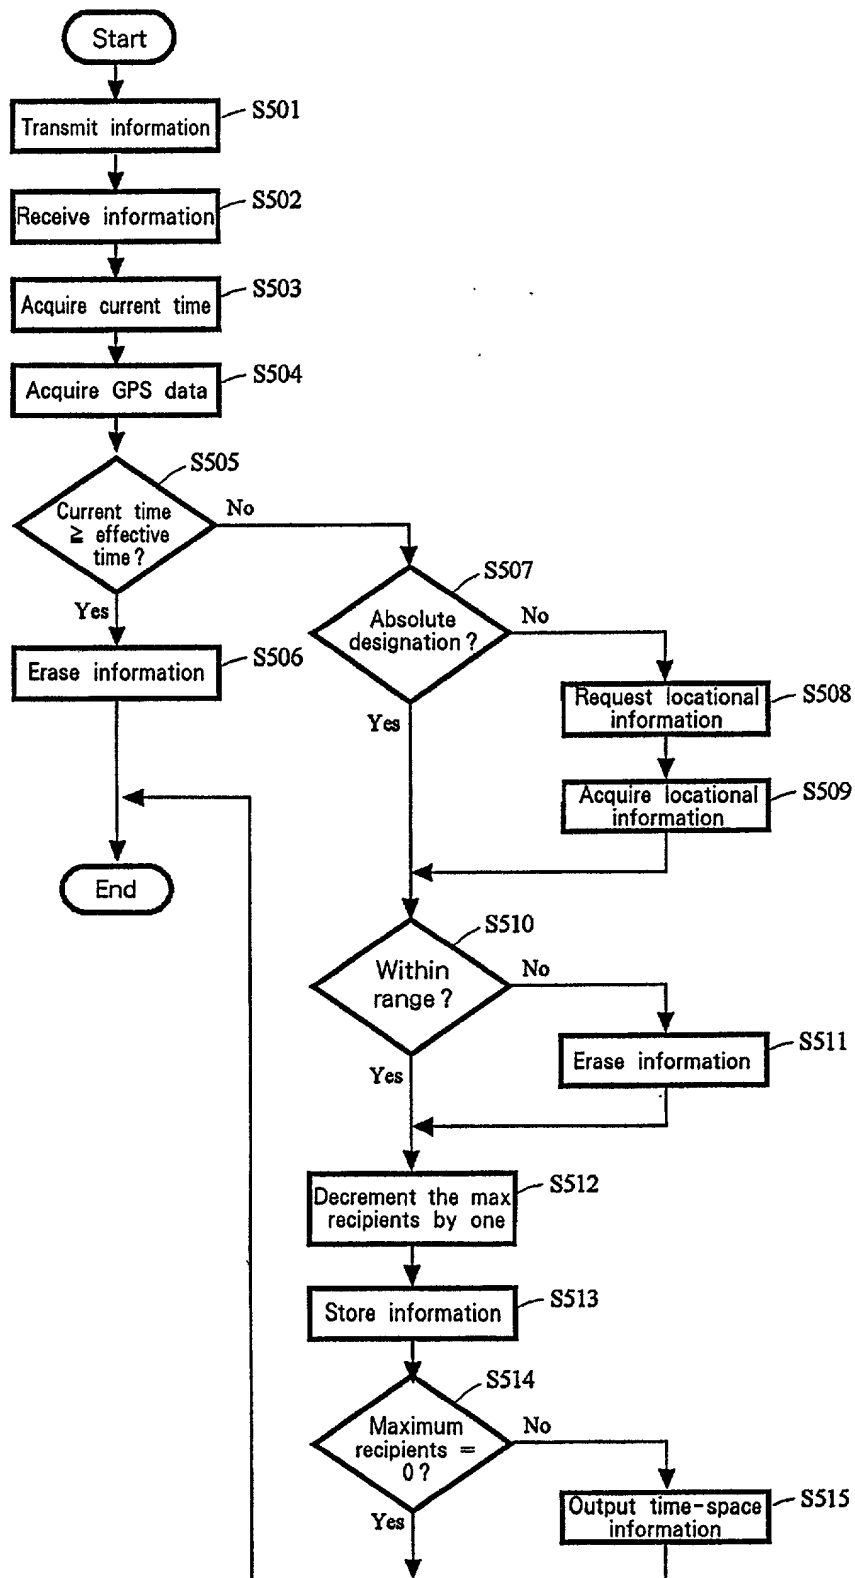 Start
S501
Transmit information
S502
Receive information
S503
Acquire current time
S504
Acquire GPS data
S505
Current time
≧ effective
time?
No
Yes
S506
Erase information
End
S507
Absolute
designation?
No
Yes
S508
Request locational
information
S509
Acquire locational
information
S510
Within
range?
No
Yes
S511
Erase information
S512
Decrement the max
recipients by one
S513
Store information
S514
Maximum
recipients =
0?
No
Yes
S515
Output time-space
information